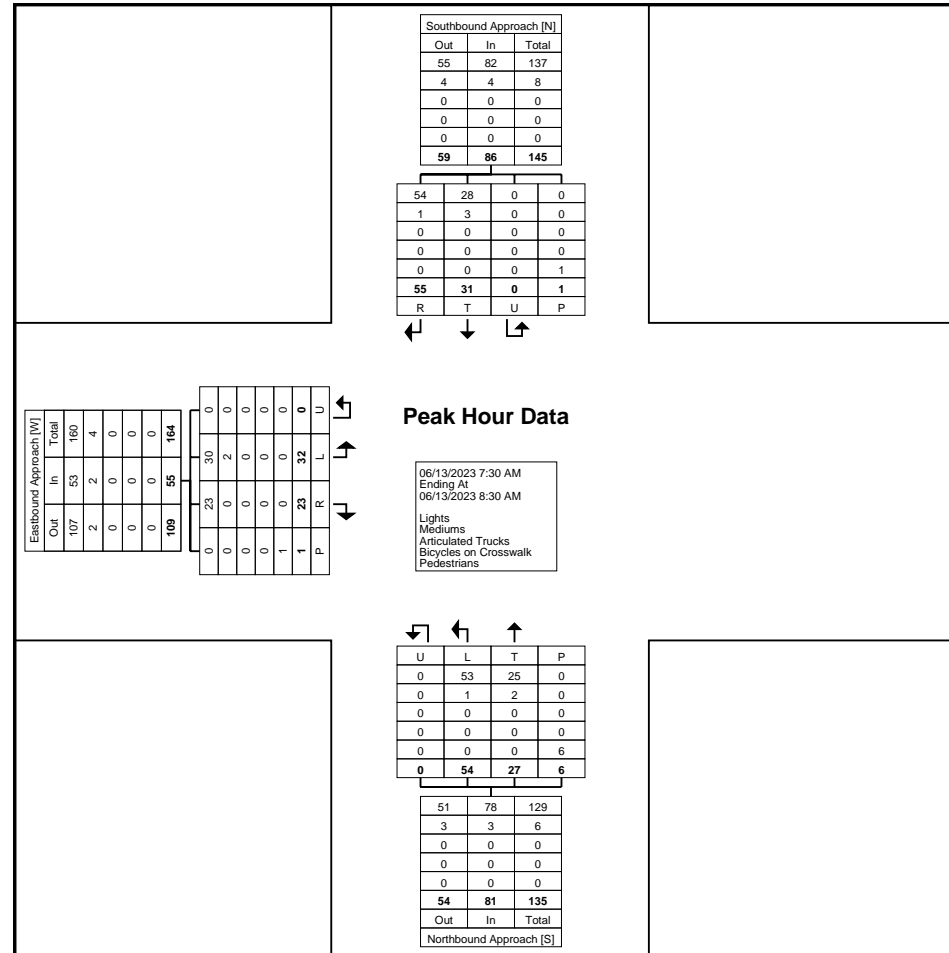 Southbound Approach [N]
Out In Total
55 82 137
4 4 8
0 0 0
0 0 0
0 0 0
59 86 145
54 28 0 0
1 3 0 0
0 0 0 0
0 0 0 0
0 0 0 1
55 31 0 1
R T U P
Eastbound Approach [W]
Out In Total
107 53 160
2 2 4
0 0 0
0 0 0
0 0 0
109 55 164
0 23 30 0
0 0 2 0
0 0 0 0
0 0 0 0
1 0 0 0
1 23 32 0
P R L U
Peak Hour Data
06/13/2023 7:30 AM
Ending At
06/13/2023 8:30 AM
Lights
Mediums
Articulated Trucks
Bicycles on Crosswalk
Pedestrians
U L T P
0 53 25 0
0 1 2 0
0 0 0 0
0 0 0 0
0 0 0 6
0 54 27 6
51 78 129
3 3 6
0 0 0
0 0 0
0 0 0
54 81 135
Out In Total
Northbound Approach [S]